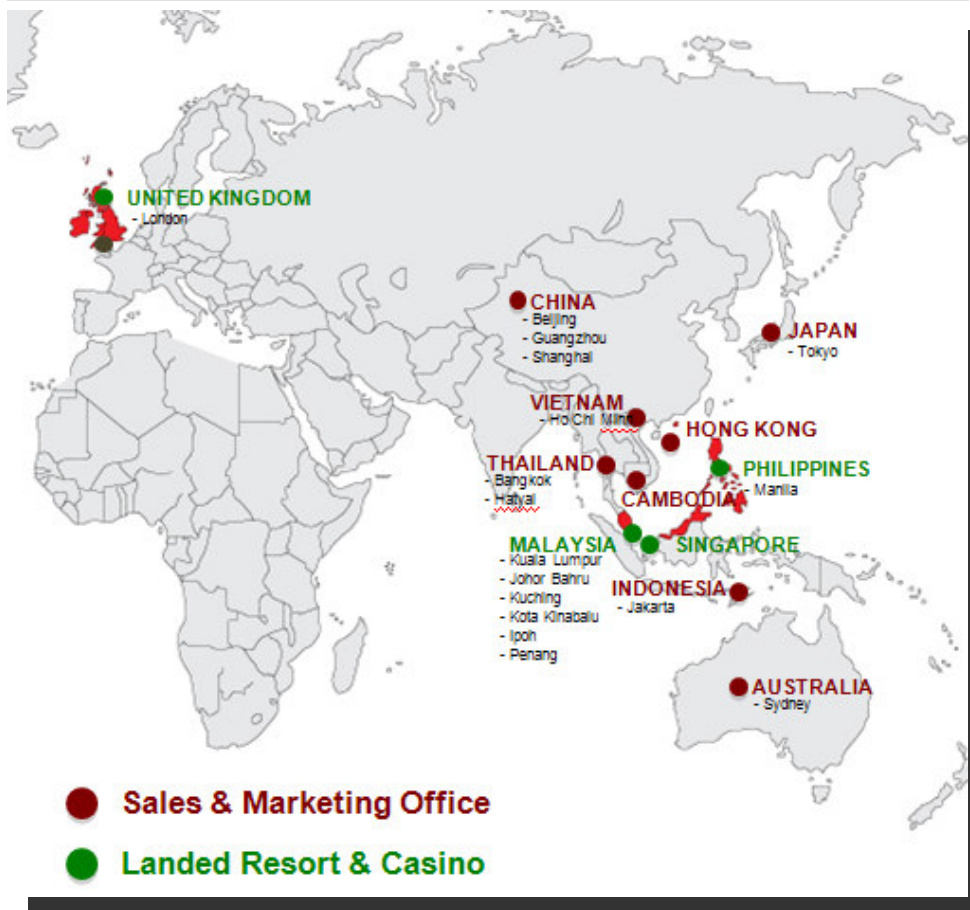 UNITED KINGDOM
- London
CHINA
- Beijing
- Guangzhou
- Shanghai
JAPAN
- Tokyo
VIETNAM
- Ho Chi Minh
HONG KONG
THAILAND
- Bangkok
- Hatyai
PHILIPPINES
- Manila
CAMBODIA
MALAYSIA
- Kuala Lumpur
- Johor Bahru
- Kuching
- Kota Kinabalu
- Ipoh
- Penang
SINGAPORE
INDONESIA
- Jakarta
AUSTRALIA
- Sydney
Sales & Marketing Office
Landed Resort & Casino